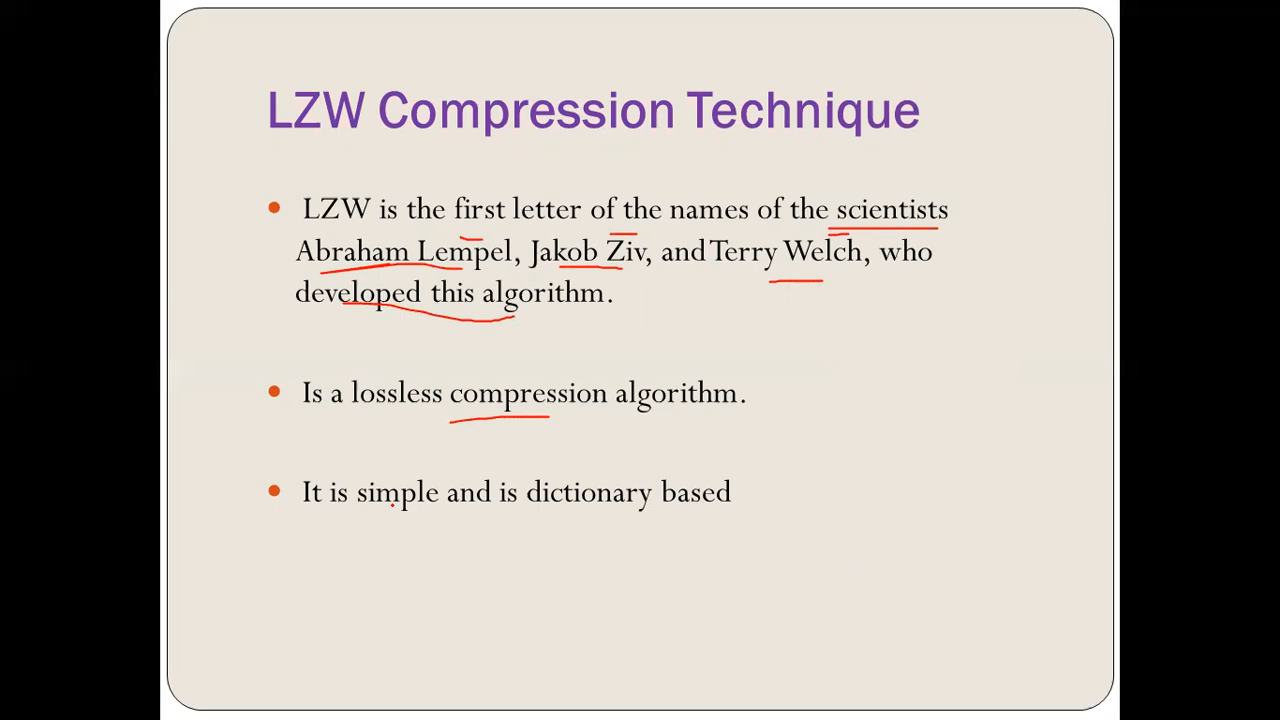 LZW Compression Technique
• LZW is the first letter of the names of the scientists
Abraham Lempel, Jakob Ziv, and Terry Welch, who
developed this algorithm.
• Is a lossless compression algorithm.
• It is simple and is dictionary based